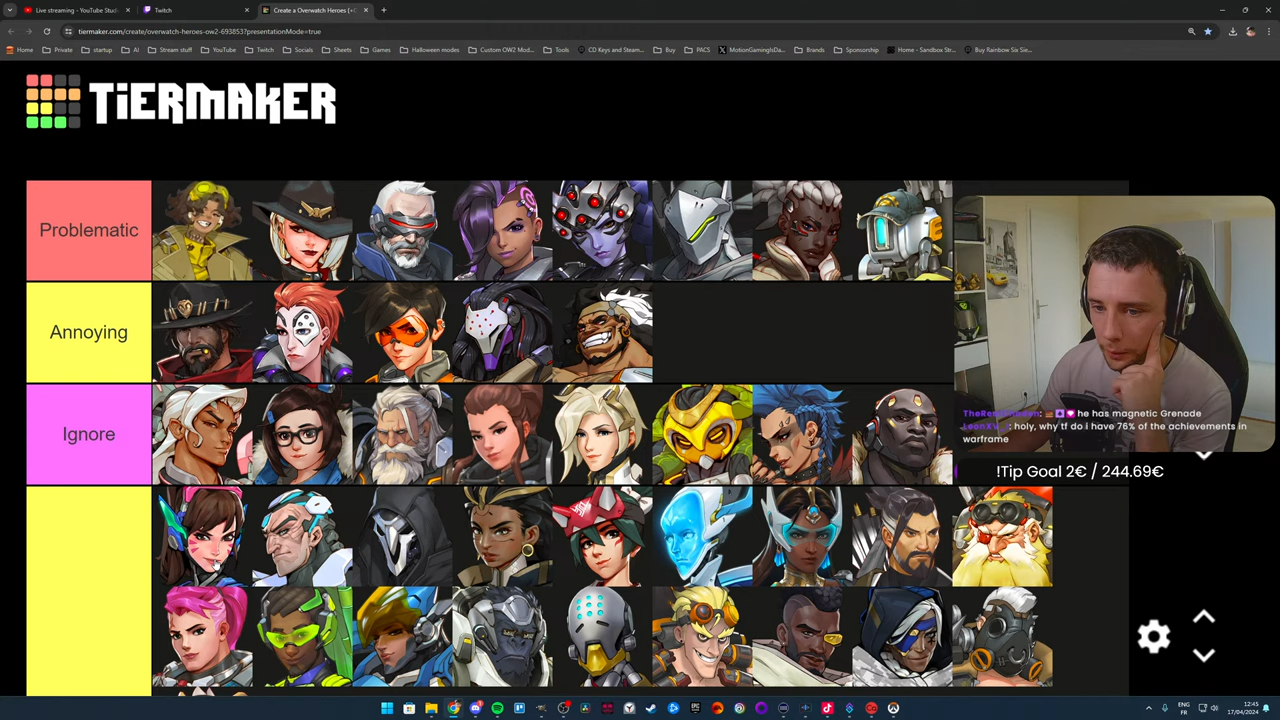 Live streaming - YouTube Stud
Twitch
Create a Overwatch Heroes (+
tiermaker.com/create/overwatch-heroes-ow2-693853?presentationMode=true
Home
Private
startup
AI
Stream stuff
YouTube
Twitch
Socials
Sheets
Games
Halloween modes
Custom OW2 Mod...
Tools
CD Keys and Steam...
Buy
PACS
MotionGamingIsDa...
Brands
Sponsorship
Home - Sandbox Str...
Buy Rainbow Six Sie...
TiERMAKER
Problematic
Annoying
Ignore
he has magnetic Grenade
holy, why tf do i have 76% of the achievements in
warframe
!Tip Goal 2€ / 244.69€
ENG
FR
12:45
17/04/2024